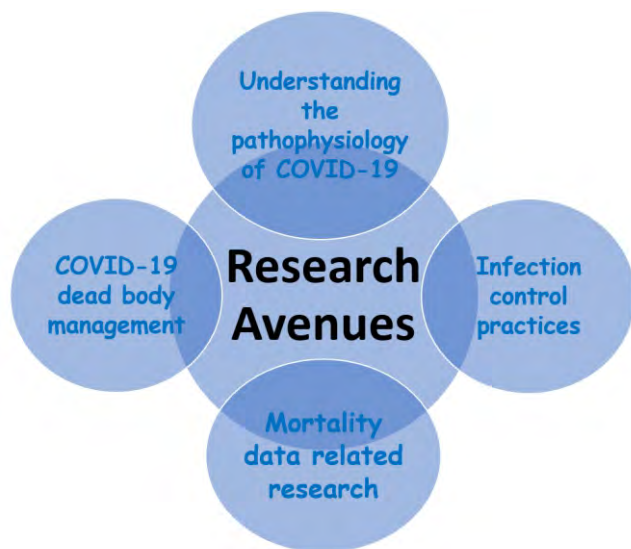 Understanding
the
pathophysiology
of COVID-19
COVID-19
dead body
management
Research
Avenues
Infection
control
practices
Mortality
data related
research